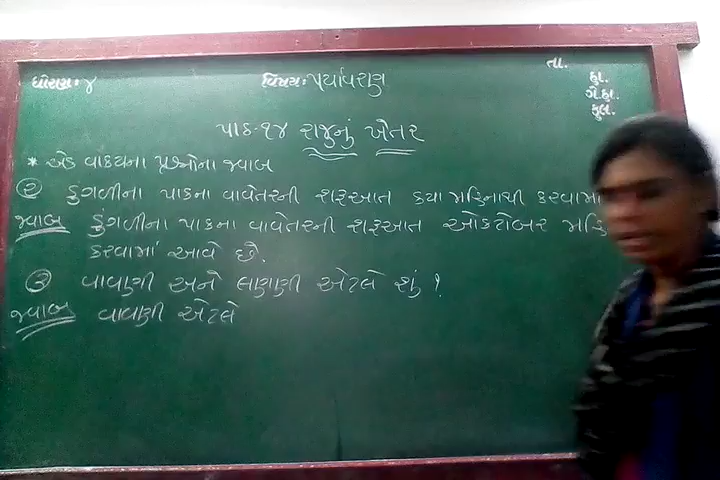 ધોરણ: ૪
વિષય: પર્યાવરણ
તા.
હા.
ગે.હા.
કુલ.
પાઠ-૧૪ રાજુનું ખેતર
* એક વાક્યના પ્રશ્નોના જવાબ
૨ ડુંગળીના પાકના વાવેતરની શરૂઆત કયા મહિનાથી કરવામાં
જવાબ ડુંગળીના પાકના વાવેતરની શરૂઆત ઓક્ટોબર મહિ
કરવામાં આવે છે.
૩ વાવણી અને લણણી એટલે શું ?
જવાબ વાવણી એટલે